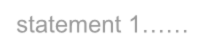 statement 1……